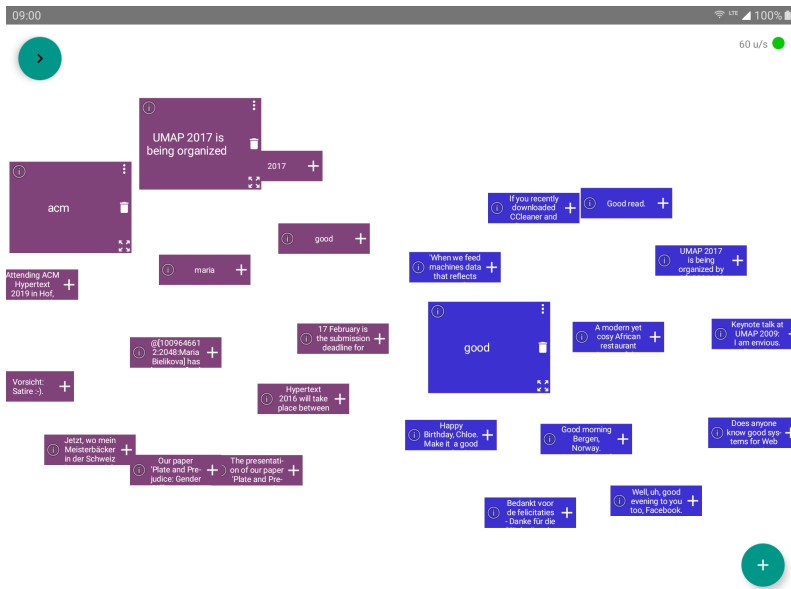 09:00
LTE
100%
60 u/s
UMAP 2017 is
being organized
2017
acm
If you recently
downloaded
CCleaner and
Good read.
good
maria
'When we feed
machines data
that reflects
UMAP 2017
is being
organized by
Attending ACM
Hypertext
2019 in Hof,
good
17 February is
the submission
deadline for
A modern yet
cosy African
restaurant
Keynote talk at
UMAP 2009:
I am envious.
@[100964661
2:2048:Maria
Bielikova] has
Vorsicht:
Satire :-).
Hypertext
2016 will take
place between
Happy
Birthday, Chloe.
Make it a good
Good morning
Bergen,
Norway.
Does anyone
know good sys-
tems for Web
Jetzt, wo mein
Meisterbäcker
in der Schweiz
Our paper
'Plate and Pre-
judice: Gender
The presentati-
on of our paper
'Plate and Pre-
Bedankt voor
de felicitaties
- Danke für die
Well, uh, good
evening to you
too, Facebook.